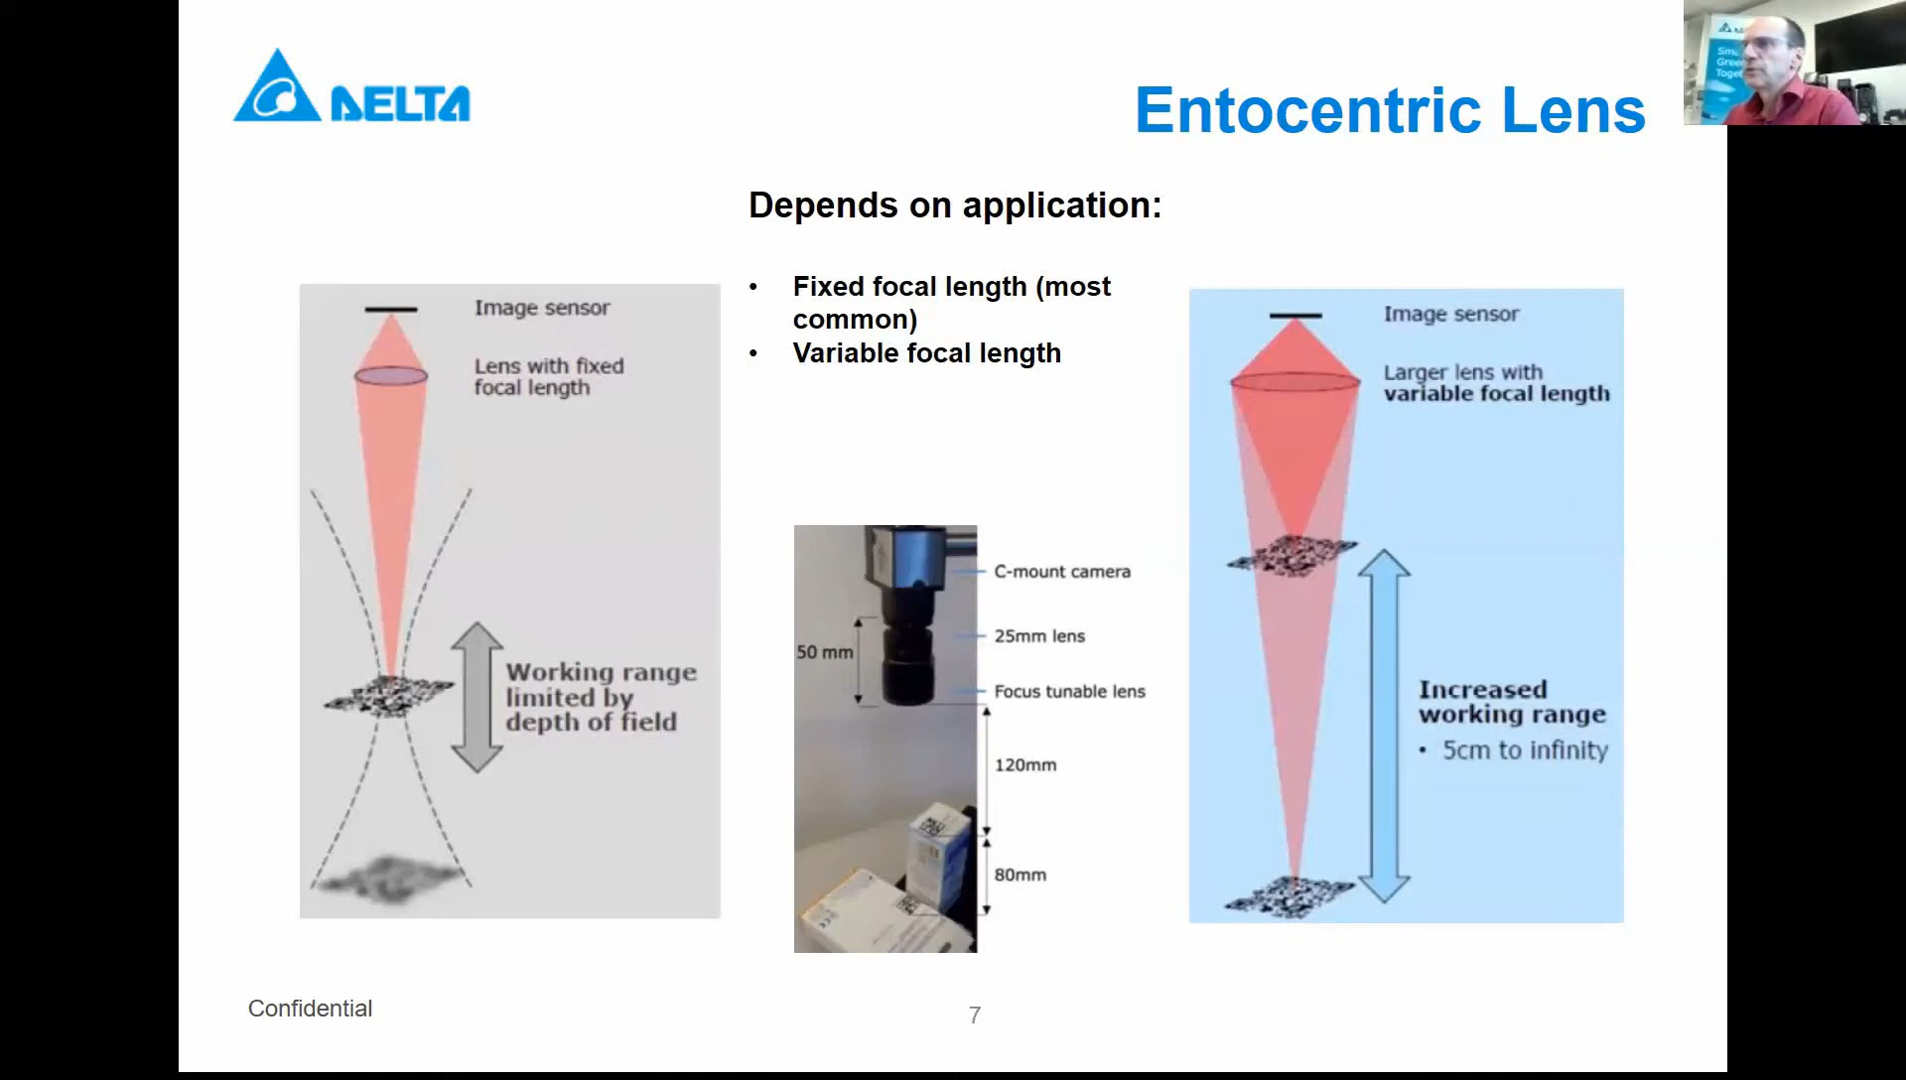 DELTA
Entocentric Lens
Depends on application:
• Fixed focal length (most
common)
• Variable focal length
Image sensor
Lens with fixed
focal length
Working range
limited by
depth of field
C-mount camera
25mm lens
50 mm
Focus tunable lens
120mm
80mm
Image sensor
Larger lens with
variable focal length
Increased
working range
• 5cm to infinity
Confidential
7